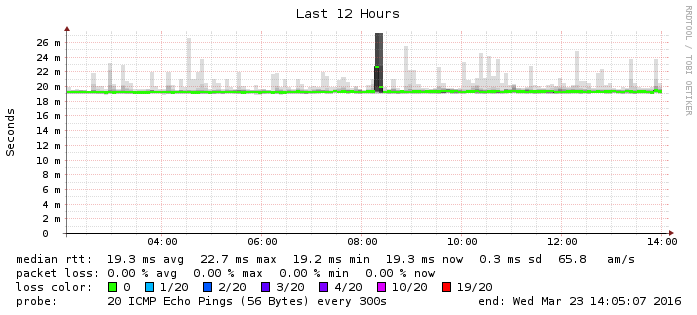 Last 12 Hours
RRDTOOL / TOBI OETIKER
Seconds
26 m
24 m
22 m
20 m
18 m
16 m
14 m
12 m
10 m
8 m
6 m
4 m
2 m
0
04:00 06:00 08:00 10:00 12:00 14:00
median rtt: 19.3 ms avg 22.7 ms max 19.2 ms min 19.3 ms now 0.3 ms sd 65.8 am/s
packet loss: 0.00 % avg 0.00 % max 0.00 % min 0.00 % now
loss color: 0 1/20 2/20 3/20 4/20 10/20 19/20
probe: 20 ICMP Echo Pings (56 Bytes) every 300s end: Wed Mar 23 14:05:07 2016